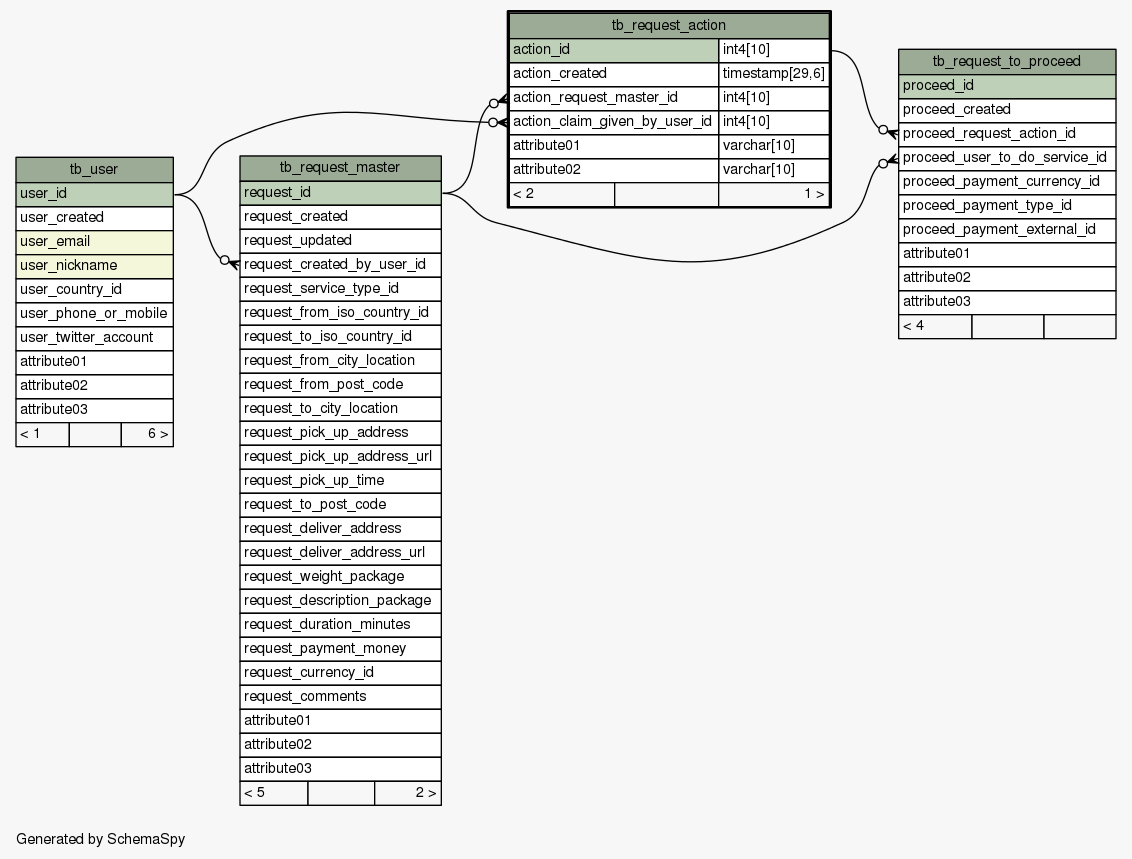 tb_request_action
action_id int4[10]
action_created timestamp[29,6]
action_request_master_id int4[10]
action_claim_given_by_user_id int4[10]
attribute01 varchar[10]
attribute02 varchar[10]
< 2 1 >
tb_request_to_proceed
proceed_id
proceed_created
proceed_request_action_id
proceed_user_to_do_service_id
proceed_payment_currency_id
proceed_payment_type_id
proceed_payment_external_id
attribute01
attribute02
attribute03
< 4
tb_user
user_id
user_created
user_email
user_nickname
user_country_id
user_phone_or_mobile
user_twitter_account
attribute01
attribute02
attribute03
< 1 6 >
tb_request_master
request_id
request_created
request_updated
request_created_by_user_id
request_service_type_id
request_from_iso_country_id
request_to_iso_country_id
request_from_city_location
request_from_post_code
request_to_city_location
request_pick_up_address
request_pick_up_address_url
request_pick_up_time
request_to_post_code
request_deliver_address
request_deliver_address_url
request_weight_package
request_description_package
request_duration_minutes
request_payment_money
request_currency_id
request_comments
attribute01
attribute02
attribute03
< 5 2 >
Generated by SchemaSpy